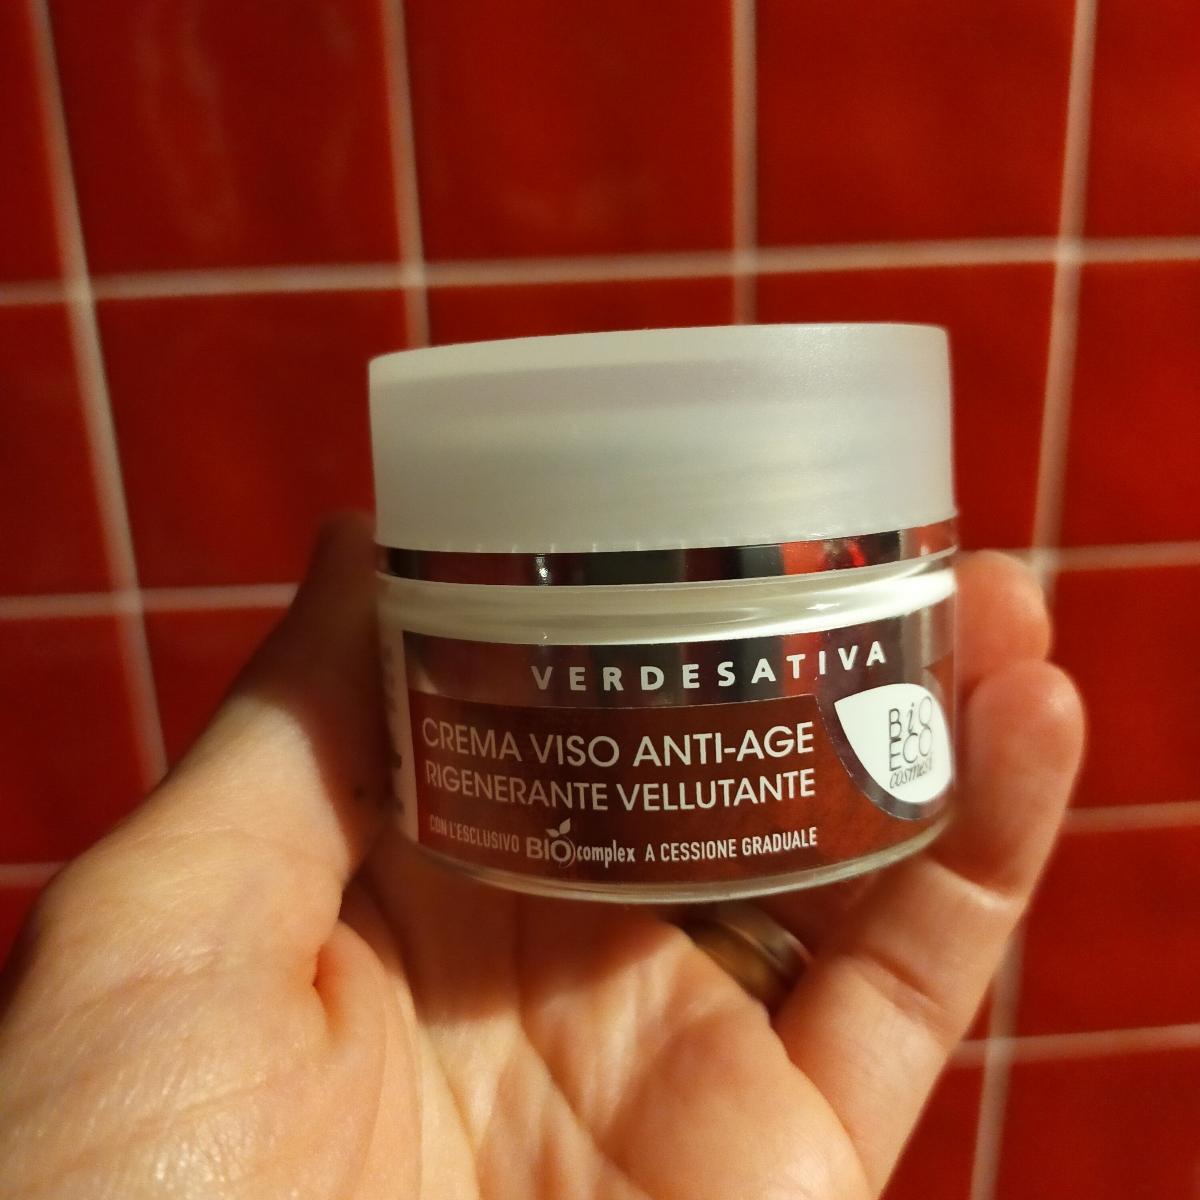 VERDESATIVA
CREMA VISO ANTI-AGE
RIGENERANTE VELLUTANTE
CON L'ESCLUSIVO BIOcomplex A CESSIONE GRADUALE
BiO
ECO
cosmesi